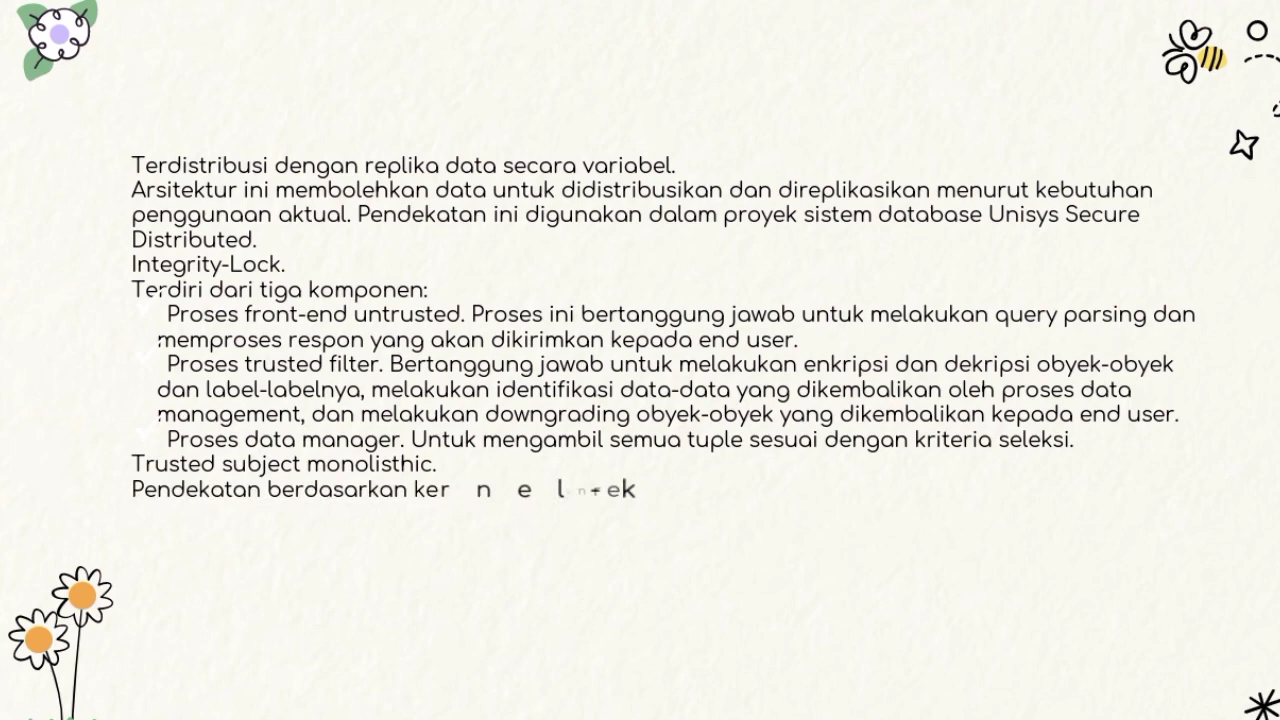 Terdistribusi dengan replika data secara variabel.
Arsitektur ini membolehkan data untuk didistribusikan dan direplikasikan menurut kebutuhan
penggunaan aktual. Pendekatan ini digunakan dalam proyek sistem database Unisys Secure
Distributed.
Integrity-Lock.
Terdiri dari tiga komponen:
Proses front-end untrusted. Proses ini bertanggung jawab untuk melakukan query parsing dan
memproses respon yang akan dikirimkan kepada end user.
Proses trusted filter. Bertanggung jawab untuk melakukan enkripsi dan dekripsi obyek-obyek
dan label-labelnya, melakukan identifikasi data-data yang dikembalikan oleh proses data
management, dan melakukan downgrading obyek-obyek yang dikembalikan kepada end user.
Proses data manager. Untuk mengambil semua tuple sesuai dengan kriteria seleksi.
Trusted subject monolisthic.
Pendekatan berdasarkan kernel